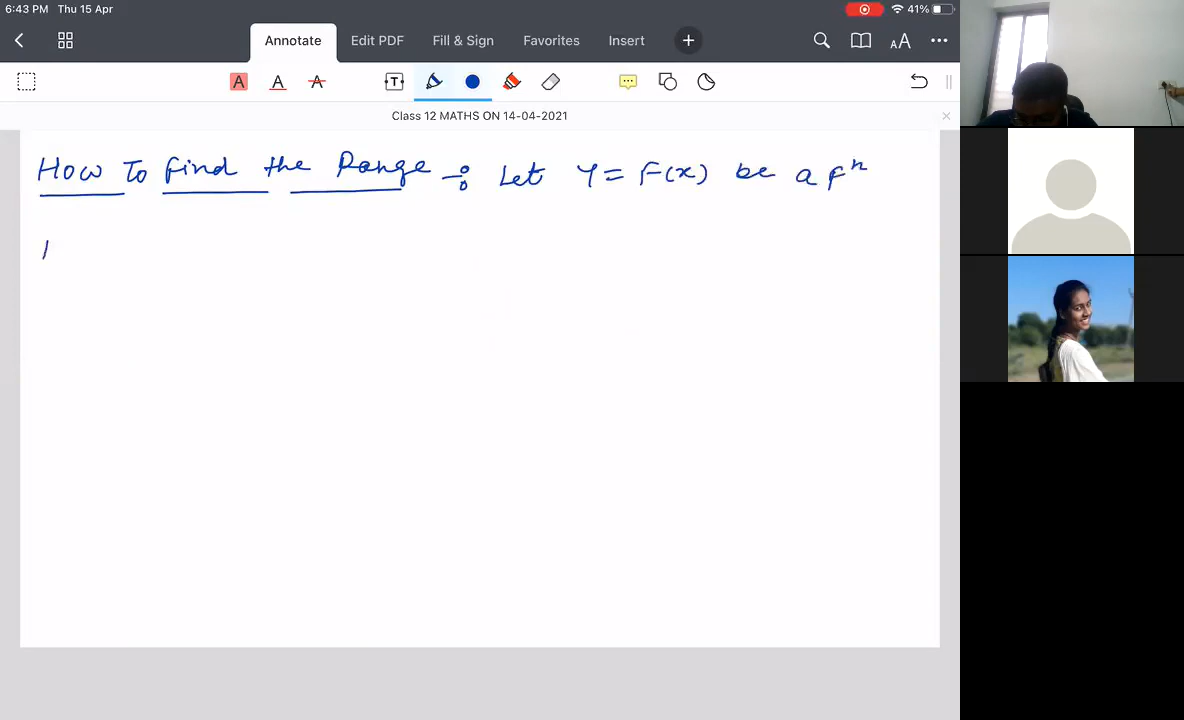 6:43 PM Thu 15 Apr
41%
Annotate Edit PDF Fill & Sign Favorites Insert
Class 12 MATHS ON 14-04-2021
How To find the Range -: Let Y = F(x) be a Fⁿ